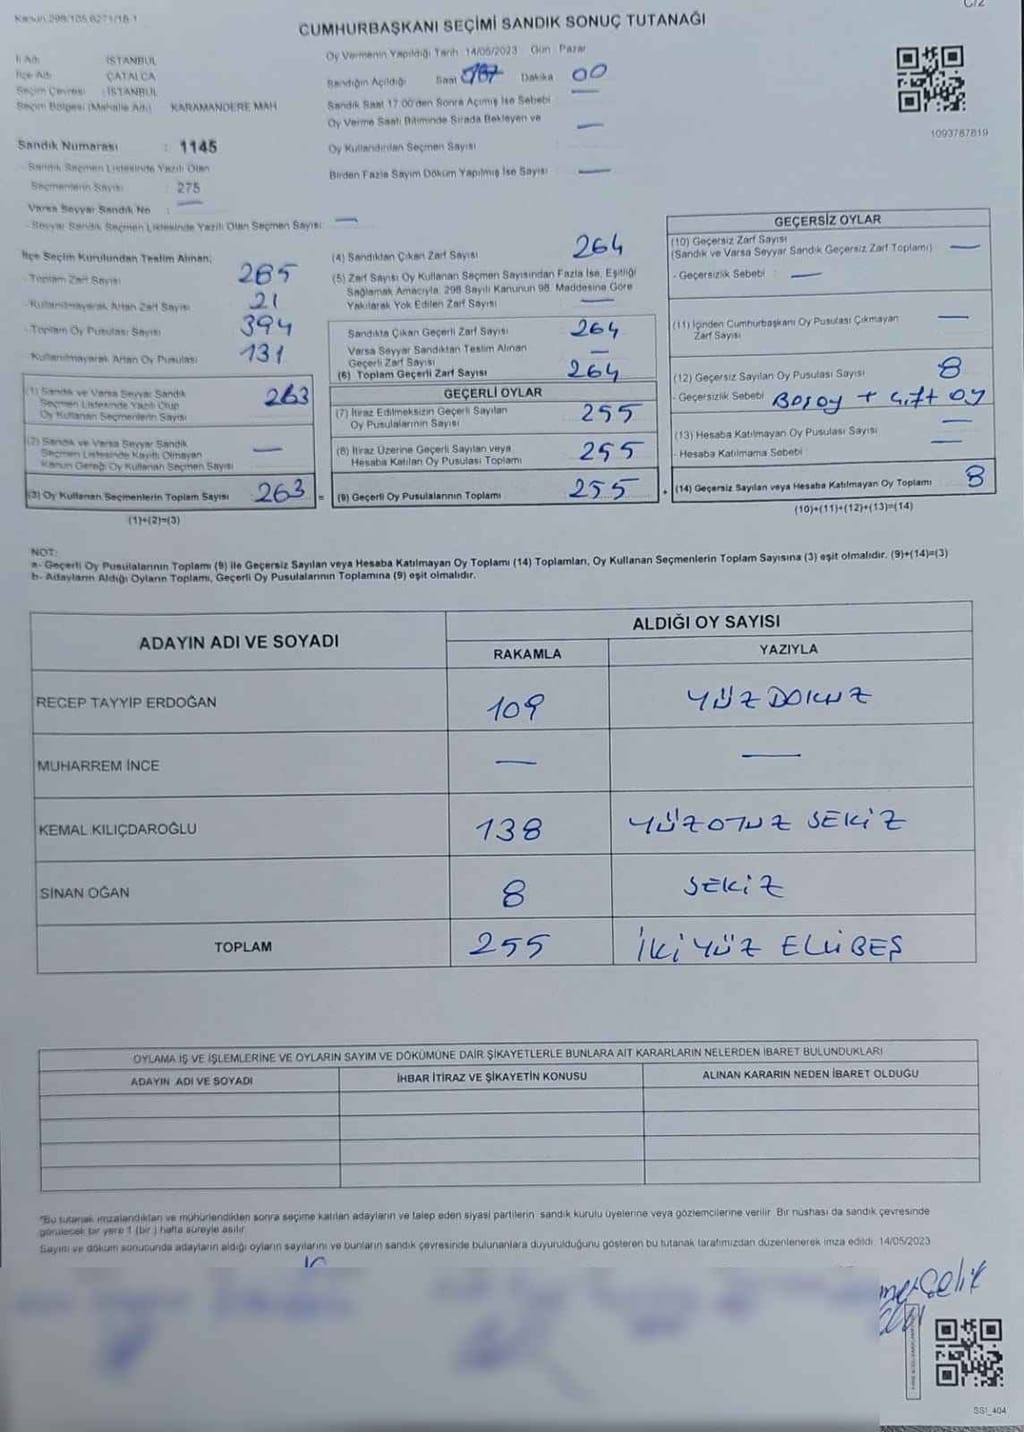 Kanun 298/105,6271/18-1
C/2
CUMHURBAŞKANI SEÇİMİ SANDIK SONUÇ TUTANAĞI
İl Adı : İSTANBUL
İlçe Adı : ÇATALCA
Seçim Çevresi : İSTANBUL
Seçim Bölgesi (Mahalle Adı) KARAMANDERE MAH
Sandık Numarası : 1145
- Sandık Seçmen Listesinde Yazılı Olan
Seçmenlerin Sayısı : 275
Varsa Seyyar Sandık No : —
- Seyyar Sandık Seçmen Listesinde Yazılı Olan Seçmen Sayısı —
Oy Vermenin Yapıldığı Tarih 14/05/2023 Gün Pazar
Sandığın Açıldığı Saat Dakika 00
Sandık Saat 17:00'den Sonra Açılmış İse Sebebi —
Oy Verme Saati Bitiminde Sırada Bekleyen ve —
Oy Kullandırılan Seçmen Sayısı
Birden Fazla Sayım Döküm Yapılmış İse Sayısı —
1093787819
İlçe Seçim Kurulundan Teslim Alınan;
- Toplam Zarf Sayısı 285
- Kullanılmayarak Artan Zarf Sayısı 21
- Toplam Oy Pusulası Sayısı 394
- Kullanılmayarak Artan Oy Pusulası 131
(1) Sandık ve Varsa Seyyar Sandık
Seçmen Listesinde Yazılı Olup
Oy Kullanan Seçmenlerin Sayısı 263
(2) Sandık ve Varsa Seyyar Sandık
Seçmen Listesinde Kayıtlı Olmayan
Kanun Gereği Oy Kullanan Seçmen Sayısı —
(3) Oy Kullanan Seçmenlerin Toplam Sayısı 263 =
(1)+(2)=(3)
(4) Sandıktan Çıkan Zarf Sayısı 264
(5) Zarf Sayısı Oy Kullanan Seçmen Sayısından Fazla İse, Eşitliği
Sağlamak Amacıyla, 298 Sayılı Kanunun 98. Maddesine Göre
Yakılarak Yok Edilen Zarf Sayısı —
Sandıkta Çıkan Geçerli Zarf Sayısı 264
Varsa Seyyar Sandıktan Teslim Alınan
Geçerli Zarf Sayısı —
(6) Toplam Geçerli Zarf Sayısı 264
GEÇERLİ OYLAR
(7) İtiraz Edilmeksizin Geçerli Sayılan
Oy Pusulalarının Sayısı 255
(8) İtiraz Üzerine Geçerli Sayılan veya
Hesaba Katılan Oy Pusulası Toplamı 255
(9) Geçerli Oy Pusulalarının Toplamı 255 +
GEÇERSİZ OYLAR
(10) Geçersiz Zarf Sayısı
(Sandık ve Varsa Seyyar Sandık Geçersiz Zarf Toplamı) —
- Geçersizlik Sebebi : —
(11) İçinden Cumhurbaşkanı Oy Pusulası Çıkmayan
Zarf Sayısı —
(12) Geçersiz Sayılan Oy Pusulası Sayısı 8
- Geçersizlik Sebebi Boş oy + Çift oy
(13) Hesaba Katılmayan Oy Pusulası Sayısı —
- Hesaba Katılmama Sebebi —
(14) Geçersiz Sayılan veya Hesaba Katılmayan Oy Toplamı 8
(10)+(11)+(12)+(13)=(14)
NOT:
a- Geçerli Oy Pusulalarının Toplamı (9) ile Geçersiz Sayılan veya Hesaba Katılmayan Oy Toplamı (14) Toplamları, Oy Kullanan Seçmenlerin Toplam Sayısına (3) eşit olmalıdır. (9)+(14)=(3)
b- Adayların Aldığı Oyların Toplamı, Geçerli Oy Pusulalarının Toplamına (9) eşit olmalıdır.
ADAYIN ADI VE SOYADI ALDIĞI OY SAYISI
RAKAMLA YAZIYLA
RECEP TAYYİP ERDOĞAN 109 YÜZ DOKUZ
MUHARREM İNCE — —
KEMAL KILIÇDAROĞLU 138 YÜZ OTUZ SEKİZ
SİNAN OĞAN 8 SEKİZ
TOPLAM 255 İKİ YÜZ ELLİ BEŞ
OYLAMA İŞ VE İŞLEMLERİNE VE OYLARIN SAYIM VE DÖKÜMÜNE DAİR ŞİKAYETLERLE BUNLARA AİT KARARLARIN NELERDEN İBARET BULUNDUKLARI
ADAYIN ADI VE SOYADI İHBAR İTİRAZ VE ŞİKAYETİN KONUSU ALINAN KARARIN NEDEN İBARET OLDUĞU
*Bu tutanak imzalandıktan ve mühürlendikten sonra seçime katılan adayların ve talep eden siyasi partilerin sandık kurulu üyelerine veya gözlemcilerine verilir. Bir nüshası da sandık çevresinde
görülecek bir yere 1 (bir ) hafta süreyle asılır.
Sayım ve döküm sonucunda adayların aldığı oyların sayılarını ve bunların sandık çevresinde bulunanlara duyurulduğunu gösteren bu tutanak tarafımızdan düzenlenerek imza edildi. 14/05/2023
Çelik
SS1_404